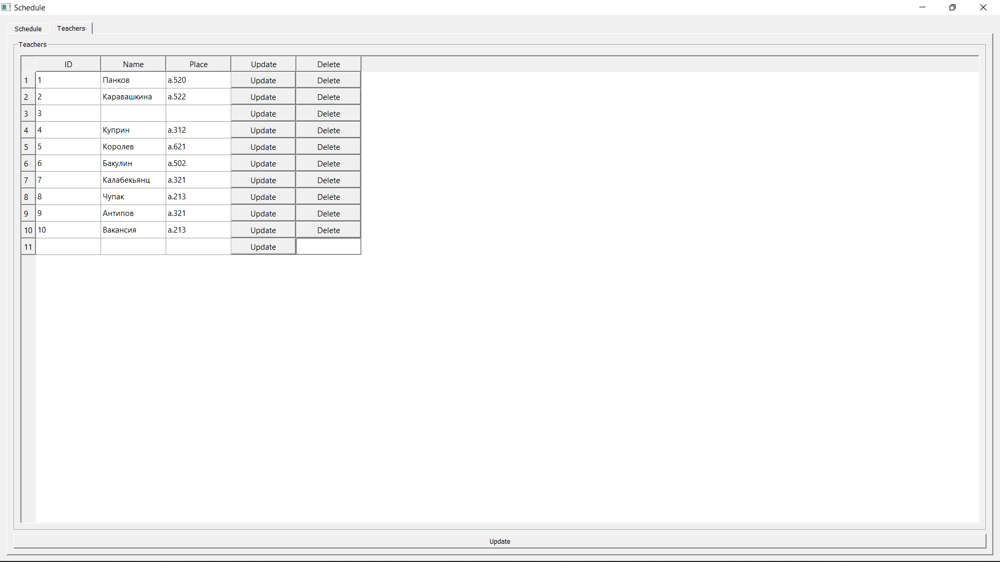 Schedule
Schedule Teachers
Teachers
ID Name Place Update Delete
1 1 Панков a.520 Update Delete
2 2 Каравашкина a.522 Update Delete
3 3 Update Delete
4 4 Куприн a.312 Update Delete
5 5 Королев a.621 Update Delete
6 6 Бакулин a.502 Update Delete
7 7 Калабекьянц a.321 Update Delete
8 8 Чупак a.213 Update Delete
9 9 Антипов a.321 Update Delete
10 10 Вакансия a.213 Update Delete
11 Update
Update